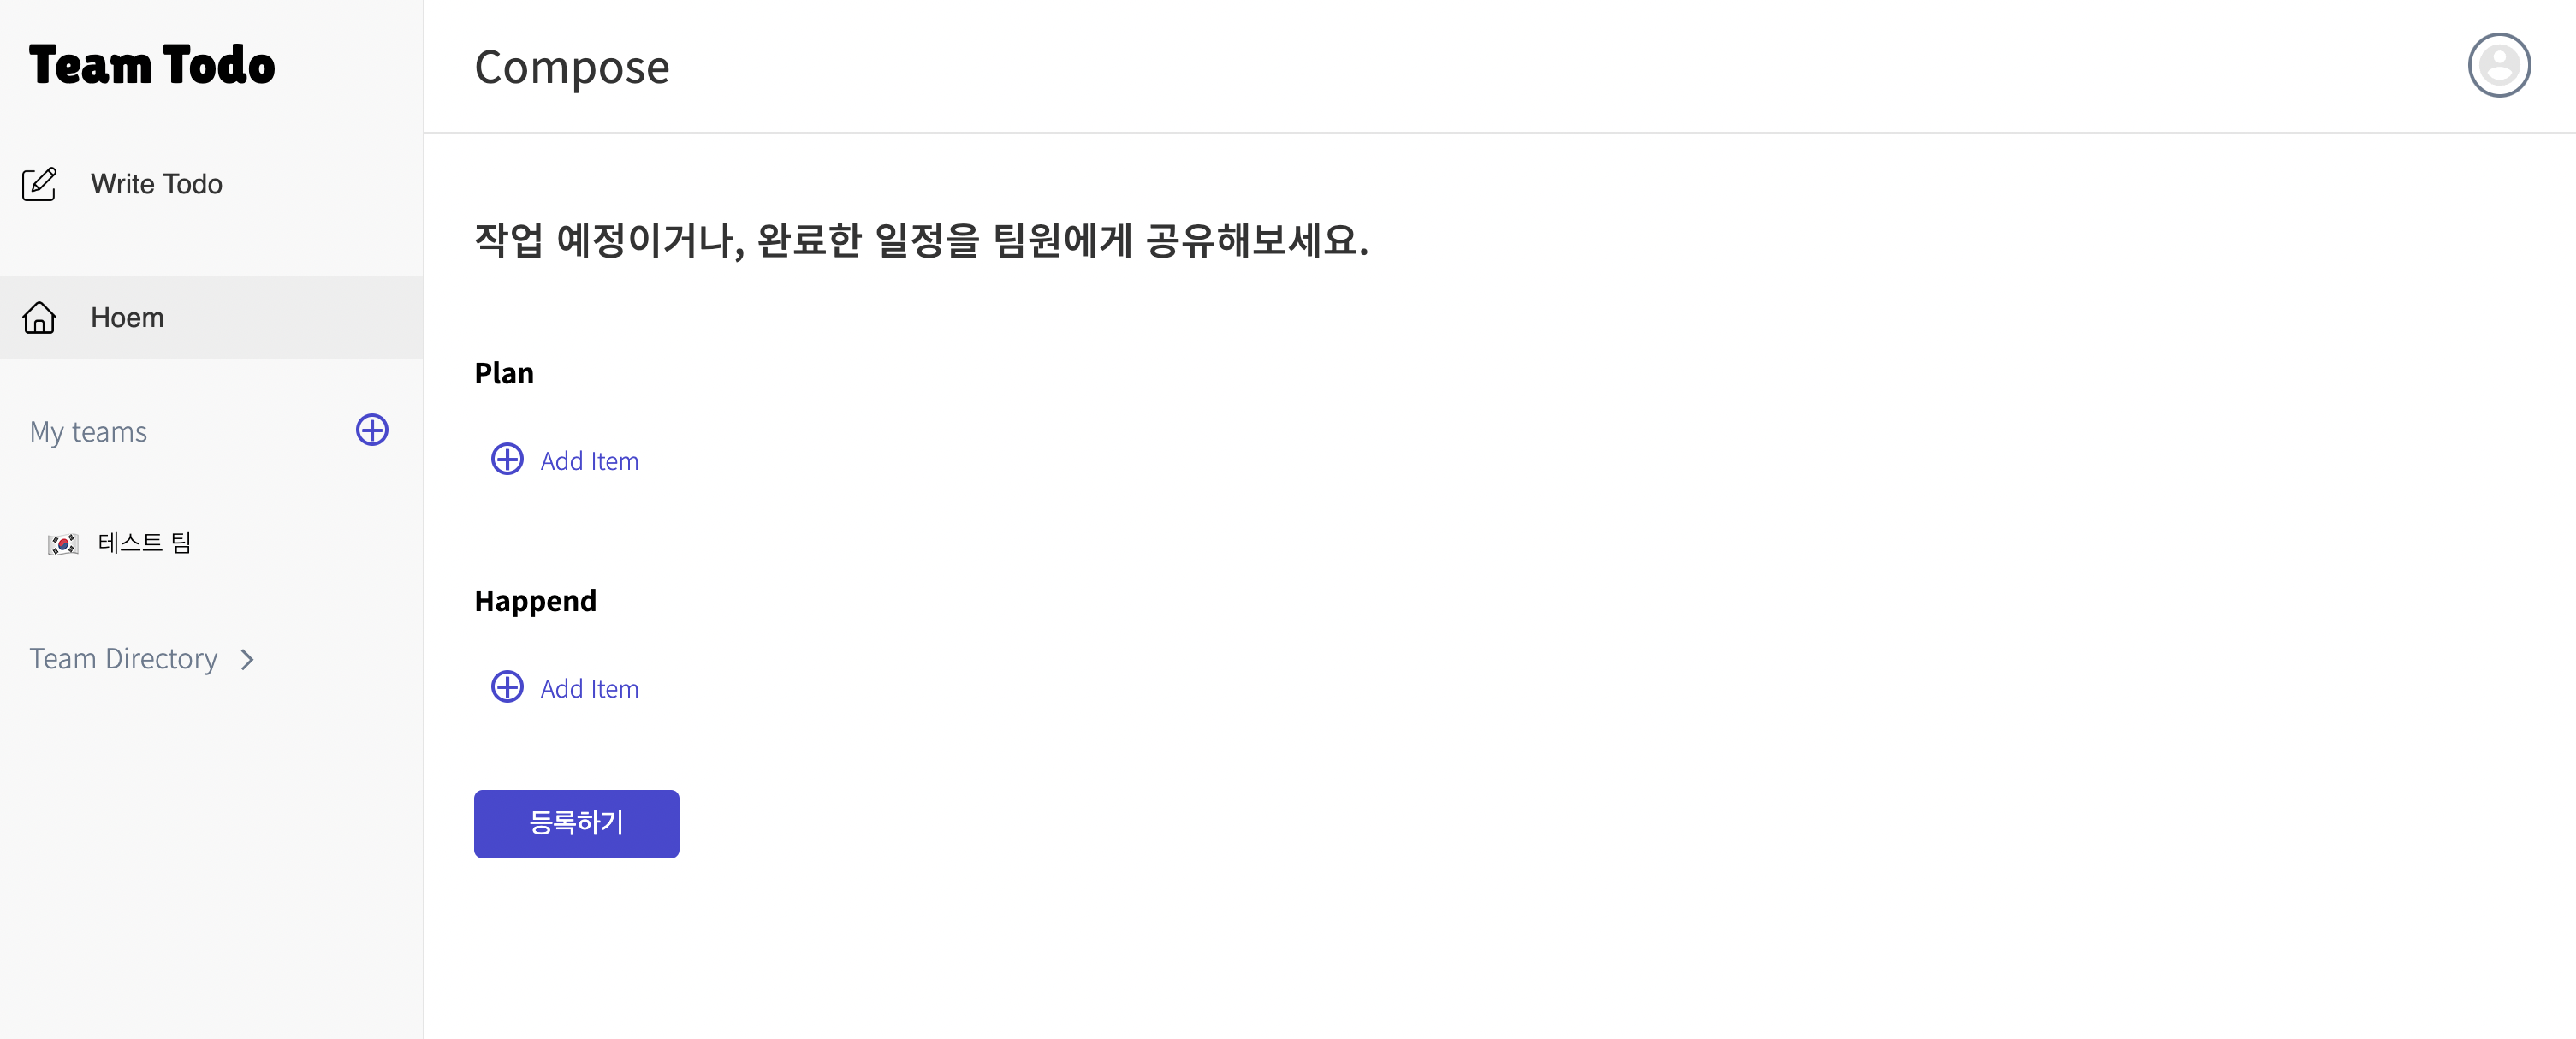 Team Todo
Write Todo
Hoem
My teams
테스트 팀
Team Directory
Compose
작업 예정이거나, 완료한 일정을 팀원에게 공유해보세요.
Plan
Add Item
Happend
Add Item
등록하기